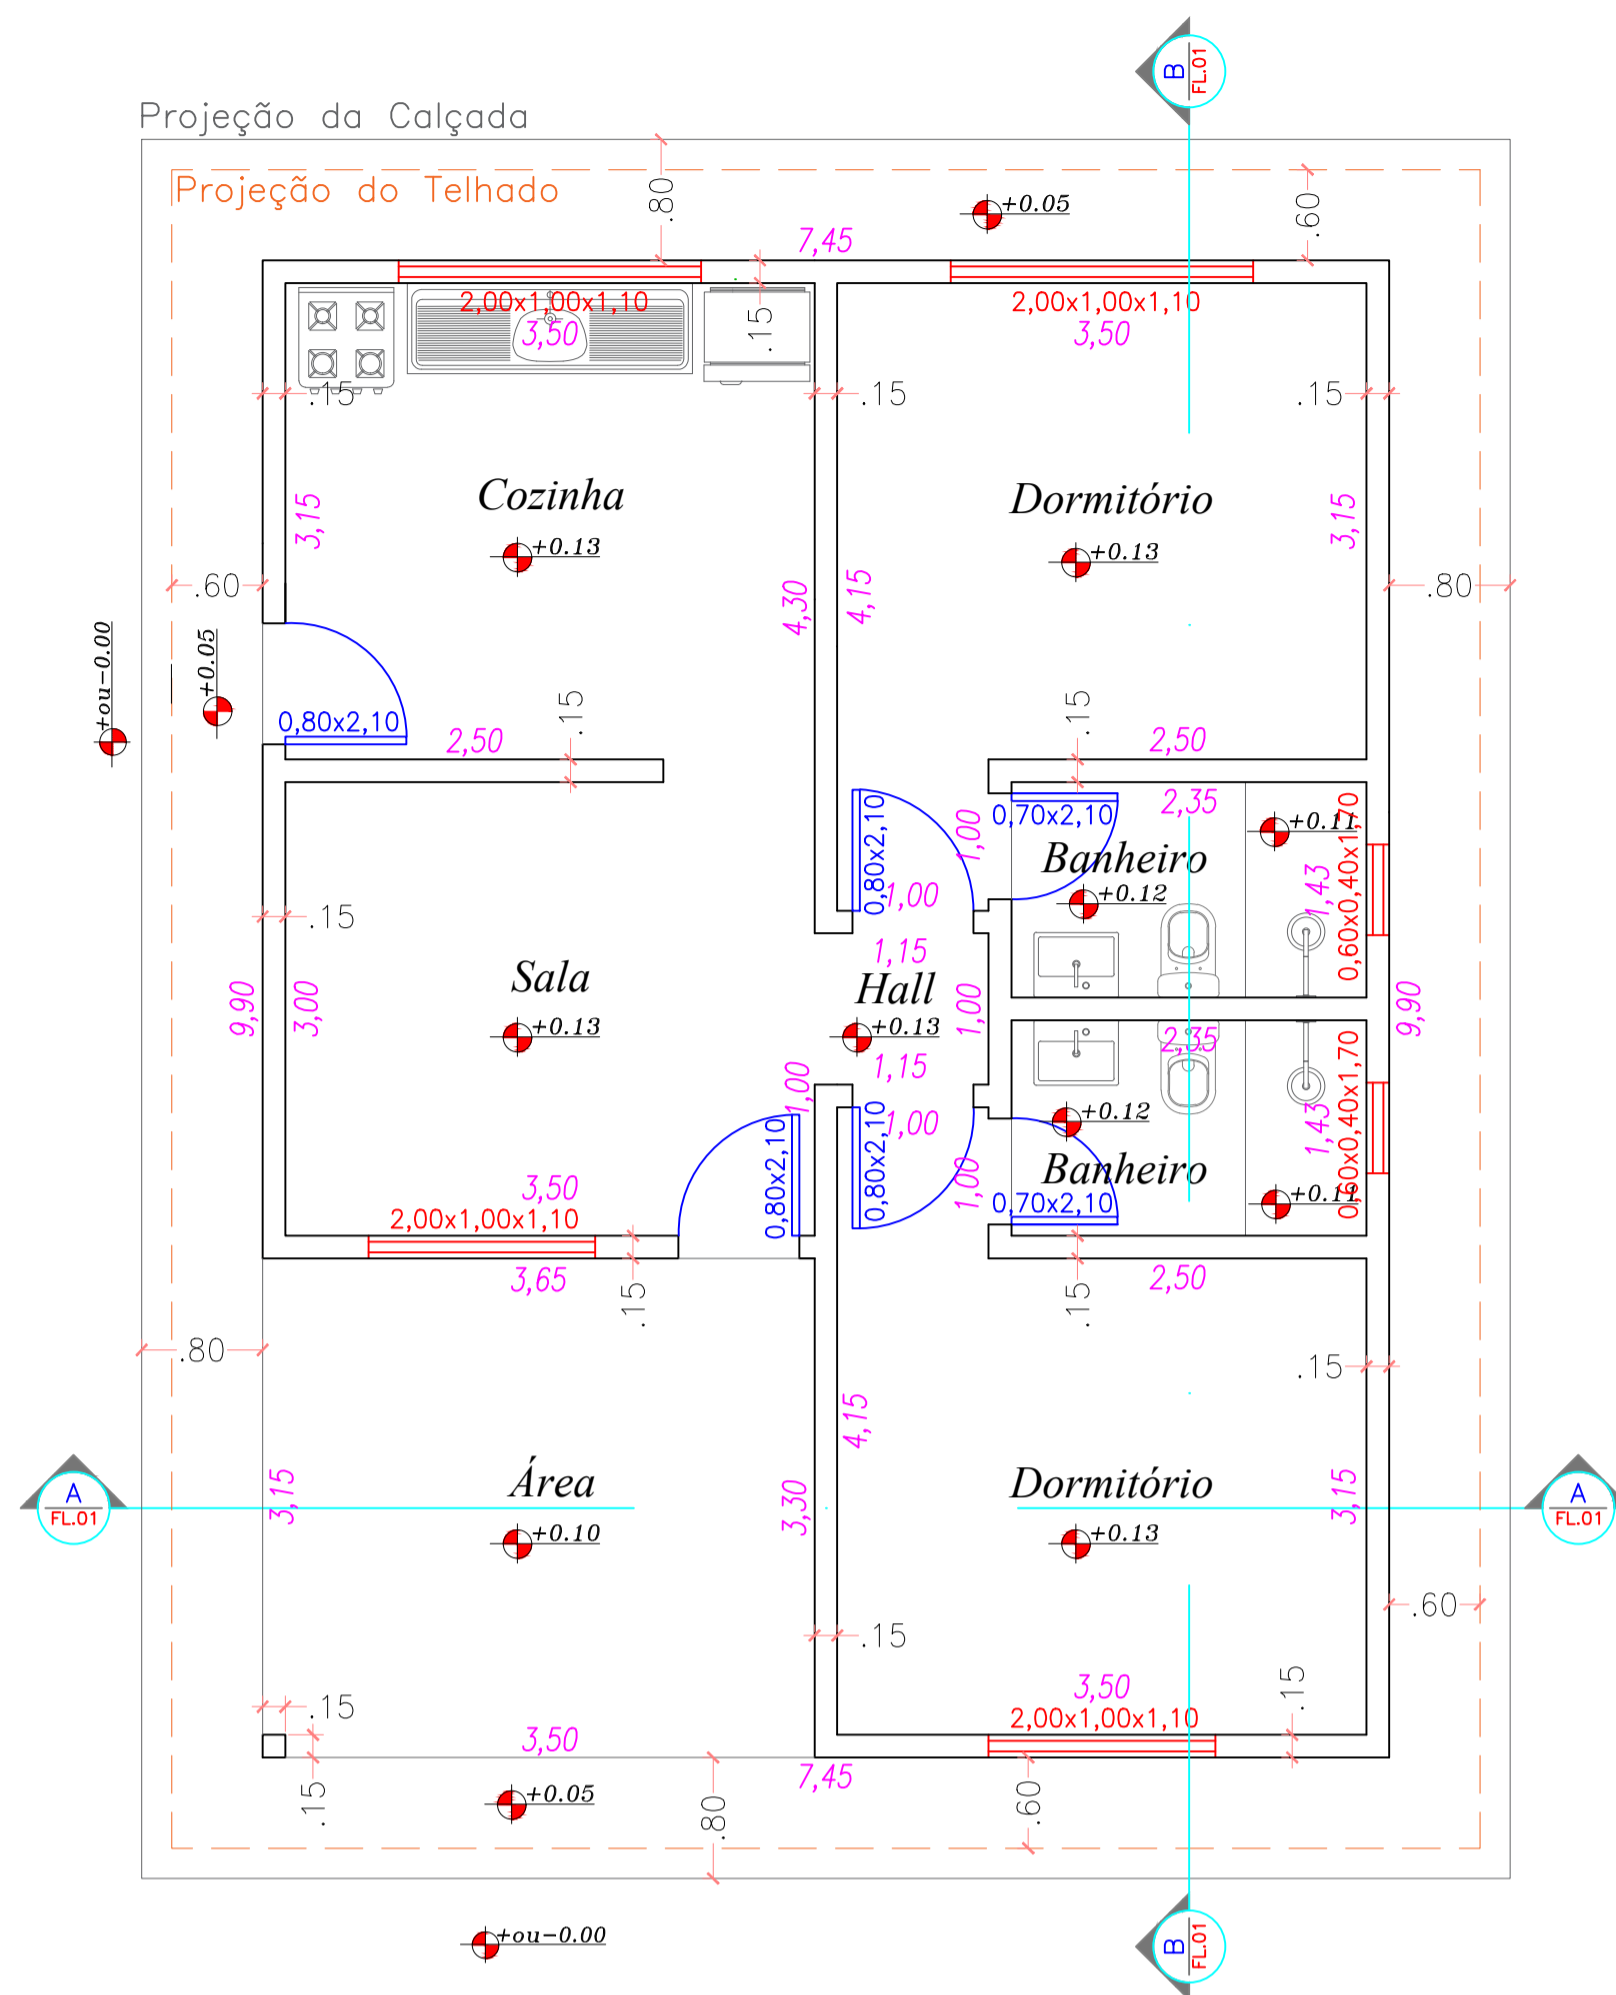 B
FL.01
Projeção da Calçada
Projeção do Telhado
.80
+0.05
.60
7,45
2,00x1,00x1,10
3,50
.15
2,00x1,00x1,10
3,50
.15
.15
.15
Cozinha
+0.13
3,15
Dormitório
+0.13
3,15
4,30
4,15
.60
.80
+ou-0.00
+0.05
0,80x2,10
2,50
.15
.15
2,50
0,80x2,10
1,00
1,00
0,70x2,10
2,35
+0.11
Banheiro
+0.12
1,43
0,60x0,40x1,70
.15
Sala
+0.13
9,90
3,00
1,15
Hall
+0.13
1,00
1,15
9,90
2,35
1,00
0,80x2,10
0,80x2,10
1,00
1,00
+0.12
Banheiro
0,70x2,10
1,43
+0.11
0,60x0,40x1,70
3,50
2,00x1,00x1,10
3,65
.15
.15
2,50
.80
.15
4,15
Área
+0.10
3,15
3,30
Dormitório
+0.13
3,15
A
FL.01
A
FL.01
.60
.15
.15
3,50
2,00x1,00x1,10
.15
3,50
.15
7,45
+0.05
.80
.60
+ou-0.00
B
FL.01